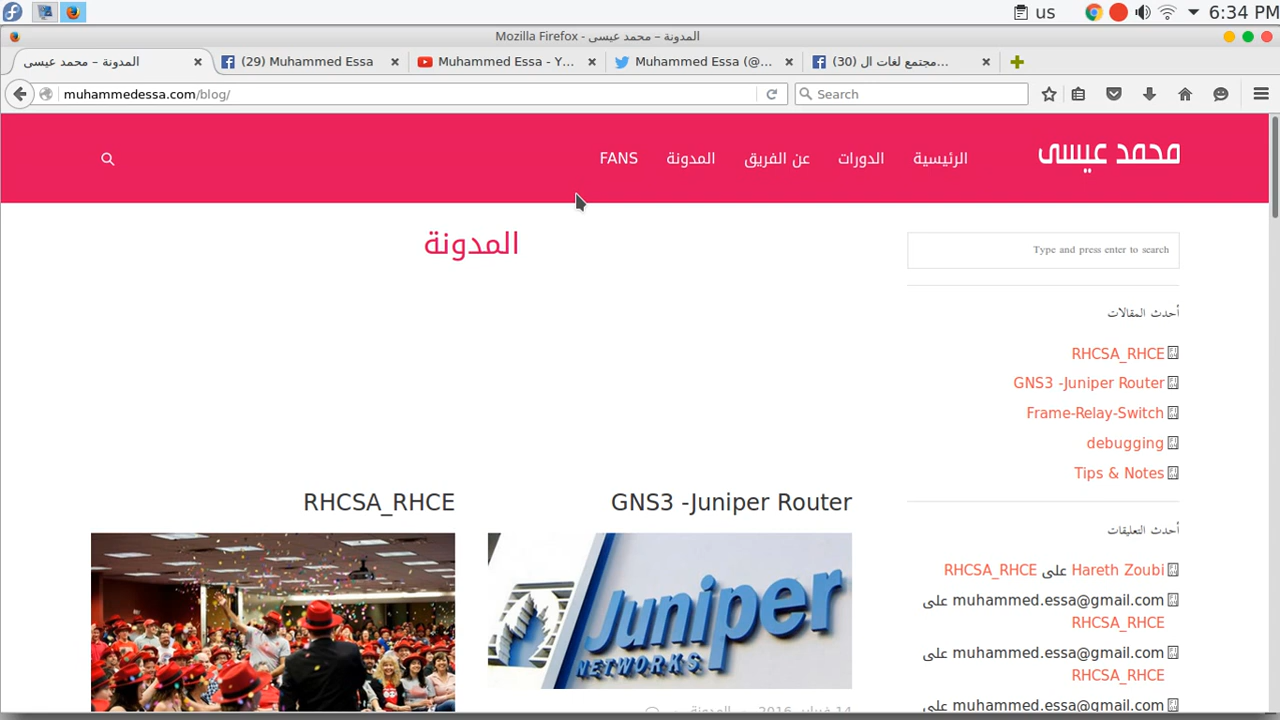 us
6:34 PM
المدونة – محمد عيسى - Mozilla Firefox
المدونة – محمد عيسى
(29) Muhammed Essa
Muhammed Essa - Y...
Muhammed Essa (@...
(30) مجتمع لغات ال...
muhammedessa.com/blog/
Search
محمد عيسى
الرئيسية
الدورات
عن الفريق
المدونة
FANS
المدونة
Type and press enter to search
أحدث المقالات
RHCSA_RHCE
GNS3 -Juniper Router
Frame-Relay-Switch
debugging
Tips & Notes
أحدث التعليقات
Hareth Zoubi على RHCSA_RHCE
muhammed.essa@gmail.com على
RHCSA_RHCE
muhammed.essa@gmail.com على
RHCSA_RHCE
muhammed.essa@gmail.com على
GNS3 -Juniper Router
RHCSA_RHCE
Juniper
NETWORKS
14 فبراير, 2016
المدونة